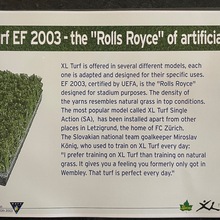 rf EF 2003 - the "Rolls Royce" of artificia
XL Turf is offered in several different models, each
one is adapted and designed for their specific uses.
EF 2003, certified by UEFA, is the "Rolls Royce"
designed for stadium purposes. The density
of the yarns resembles natural grass in top conditions.
The most popular model is called XL Turf Single
Action (SA), has been installed apart from other
places in Letzigrund, the home of FC Zürich.
The Slovakian national team goalkeeper Miroslav
König, who used to train on XL Turf every day:
"I prefer training on XL Turf than training on natural
grass. It gives you a feeling you formerly only got in
Wembley. That turf is perfect every day."
XL